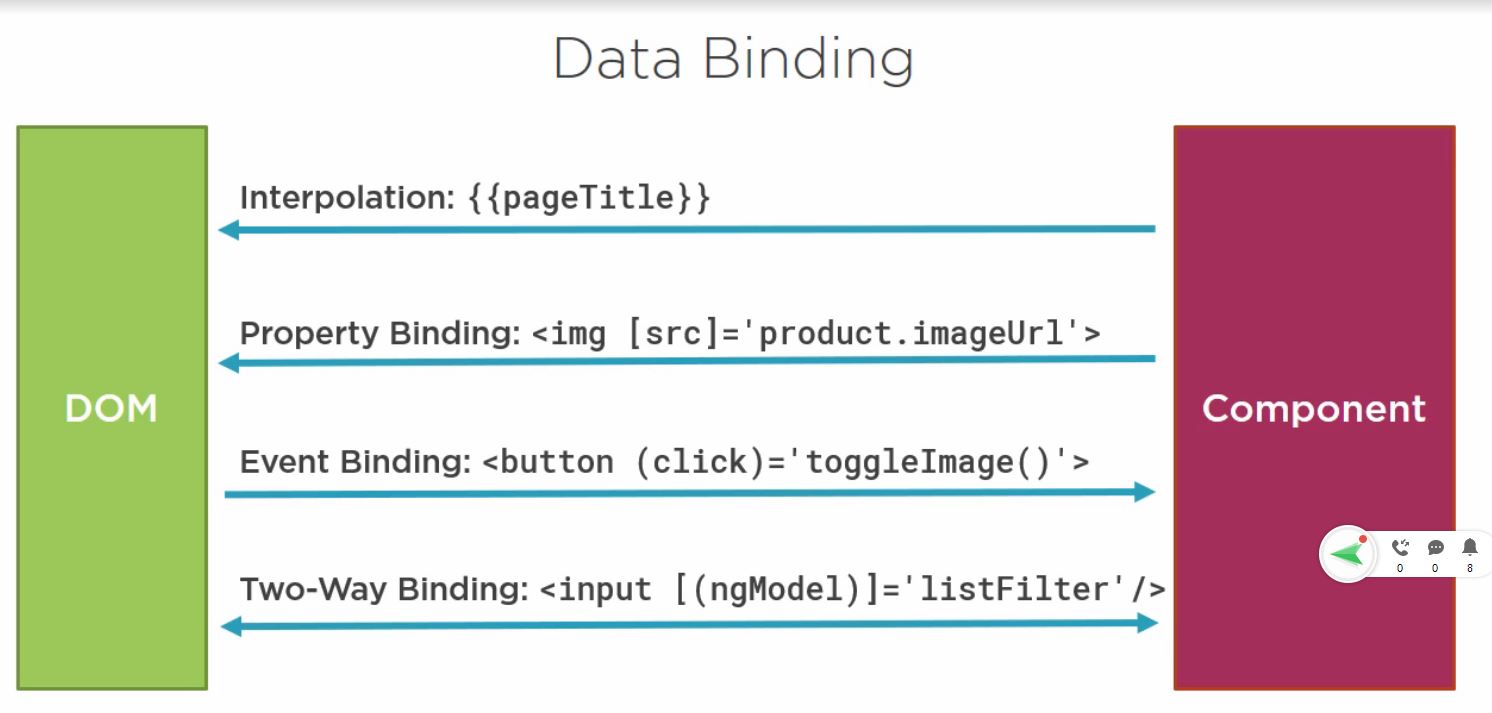 Data Binding
Interpolation: {{pageTitle}}
Property Binding: <img [src]='product.imageUrl'>
DOM
Component
Event Binding: <button (click)='toggleImage()'>
0 0 8
Two-Way Binding: <input [(ngModel)]='listFilter'/>